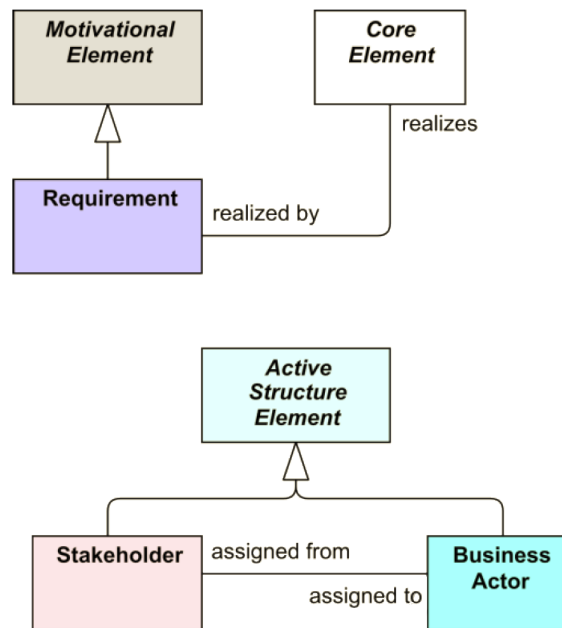 Motivational
Element
Core
Element
realizes
Requirement
realized by
Active
Structure
Element
Stakeholder
assigned from
Business
Actor
assigned to